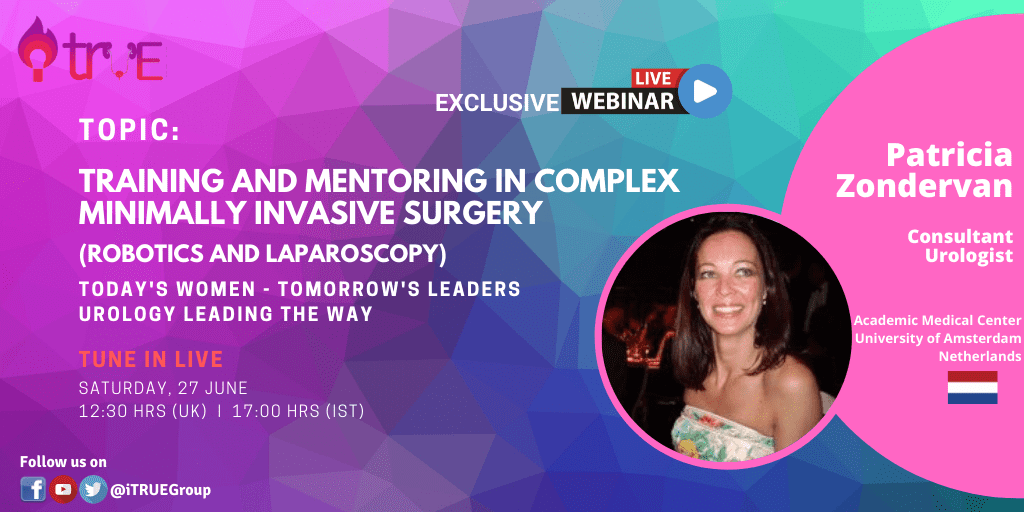 iTRUE
EXCLUSIVE
LIVE
WEBINAR
TOPIC:
TRAINING AND MENTORING IN COMPLEX
MINIMALLY INVASIVE SURGERY
(ROBOTICS AND LAPAROSCOPY)
TODAY'S WOMEN - TOMORROW'S LEADERS
UROLOGY LEADING THE WAY
TUNE IN LIVE
SATURDAY, 27 JUNE
12:30 HRS (UK) I 17:00 HRS (IST)
Follow us on
f
@iTRUEGroup
Patricia
Zondervan
Consultant
Urologist
Academic Medical Center
University of Amsterdam
Netherlands